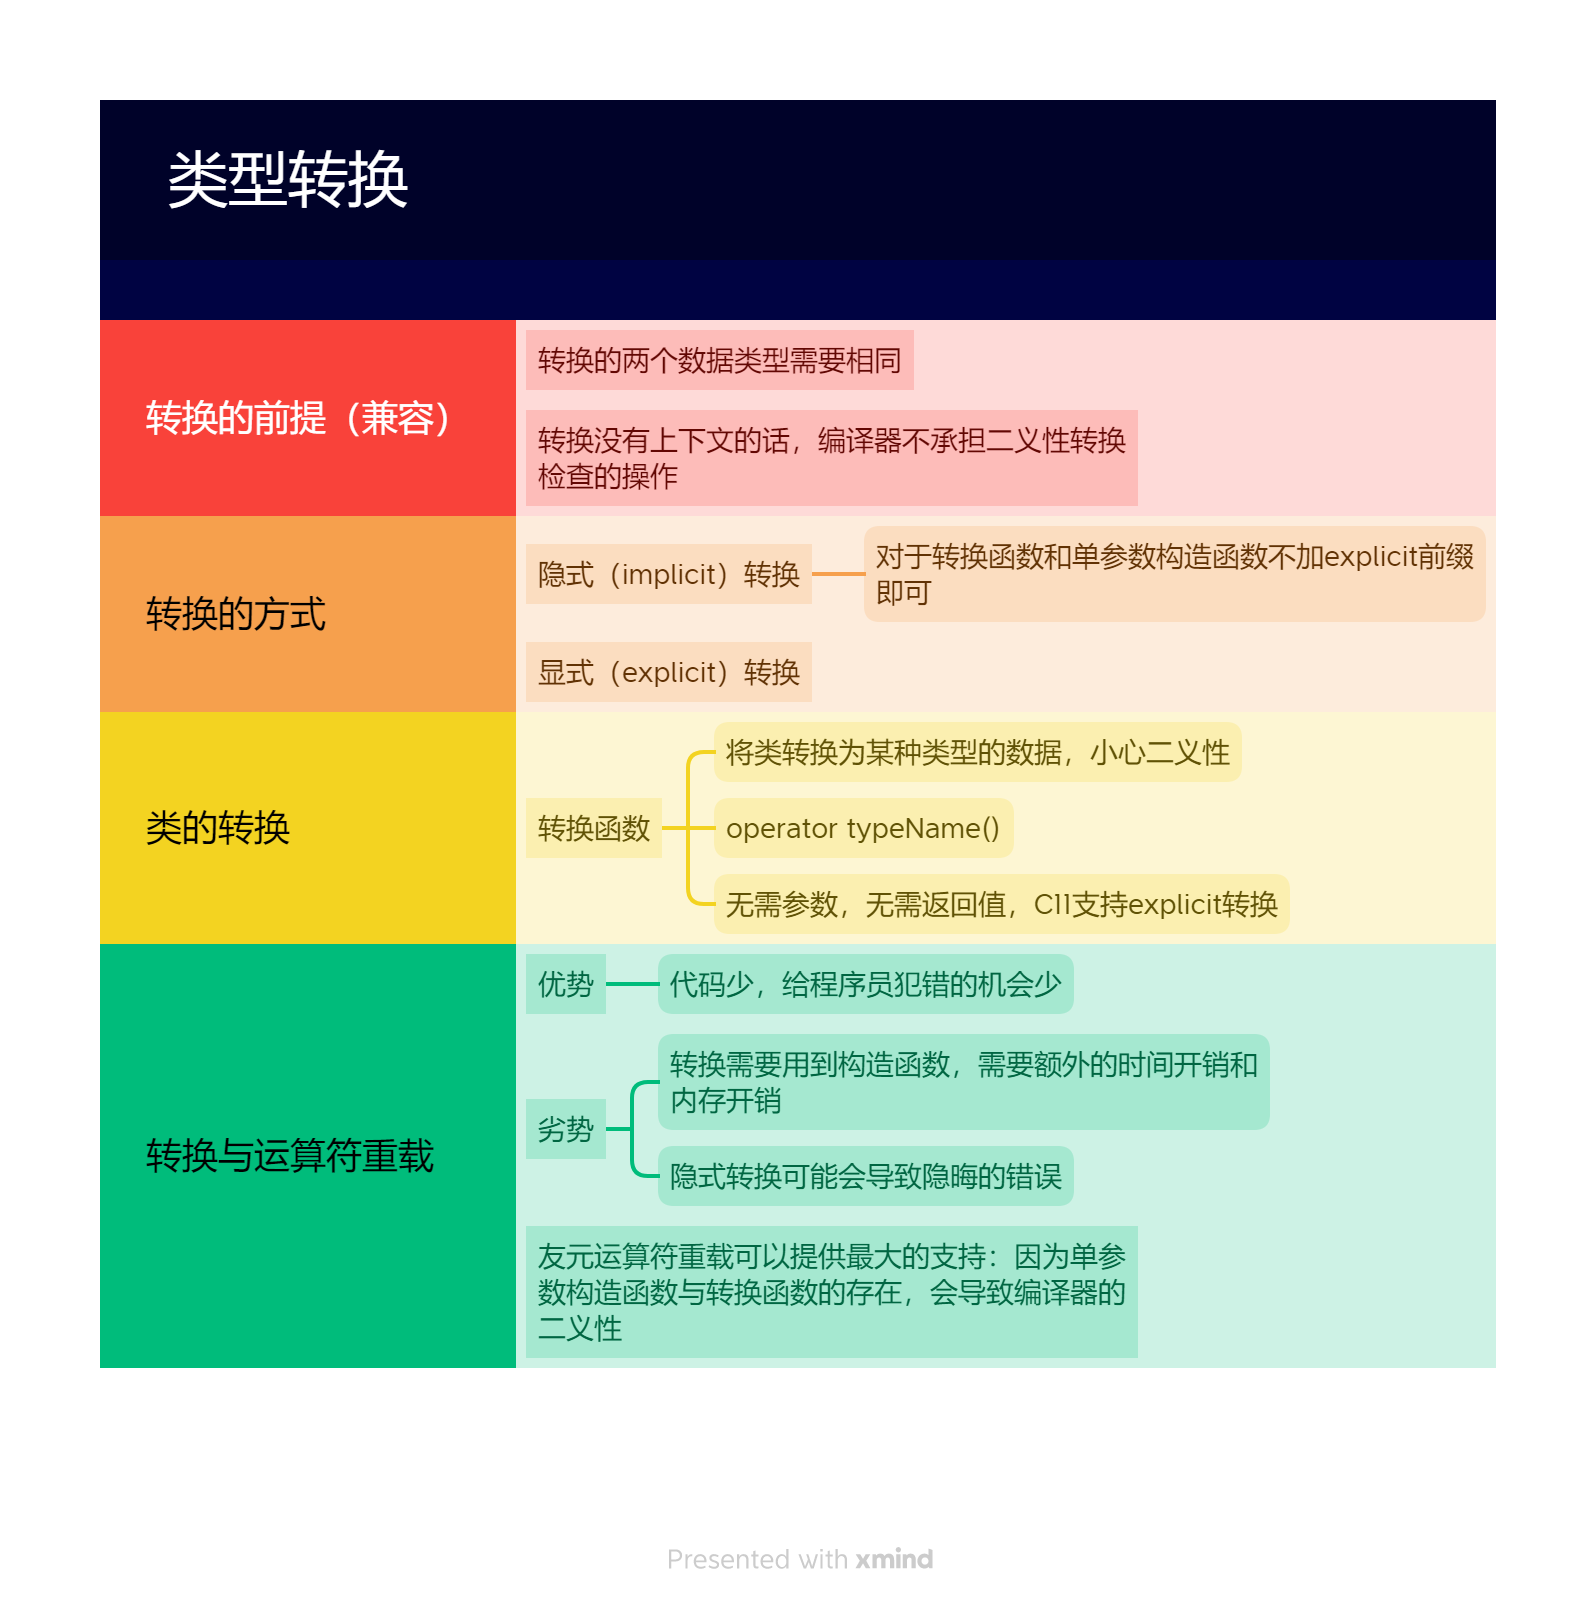 类型转换
转换的前提（兼容）
转换的两个数据类型需要相同
转换没有上下文的话，编译器不承担二义性转换
检查的操作
转换的方式
隐式（implicit）转换
对于转换函数和单参数构造函数不加explicit前缀
即可
显式（explicit）转换
类的转换
转换函数
将类转换为某种类型的数据，小心二义性
operator typeName()
无需参数，无需返回值，C11支持explicit转换
转换与运算符重载
优势
代码少，给程序员犯错的机会少
劣势
转换需要用到构造函数，需要额外的时间开销和
内存开销
隐式转换可能会导致隐晦的错误
友元运算符重载可以提供最大的支持：因为单参
数构造函数与转换函数的存在，会导致编译器的
二义性
Presented with xmind